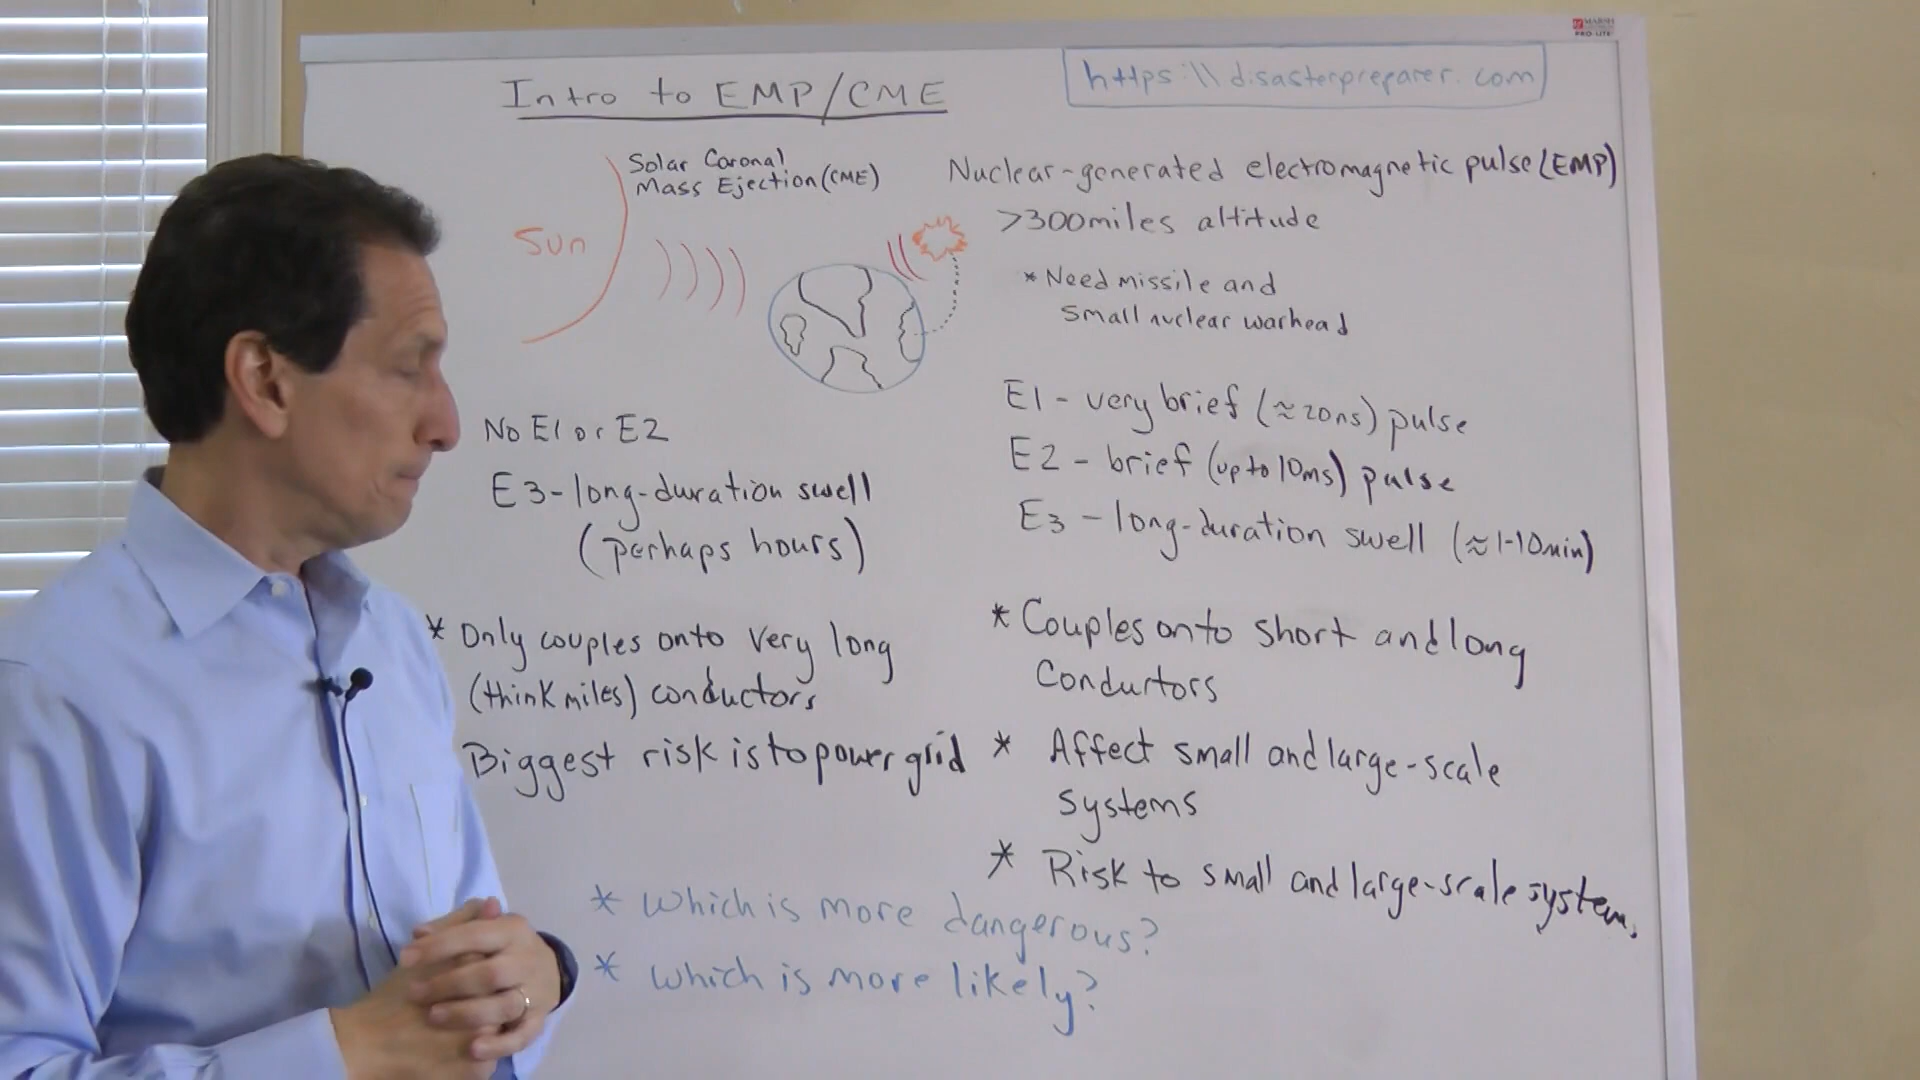 MARSH
PRO-LITE
Intro to EMP/CME
https:\\disasterpreparer.com
Solar Coronal
Mass Ejection (CME)
Sun
Nuclear-generated electromagnetic pulse (EMP)
>300miles altitude
* Need missile and
small nuclear warhead
No E1 or E2
E3-long-duration swell
(perhaps hours)
E1 - very brief (≈20ns) pulse
E2 - brief (up to 10ms) pulse
E3 - long-duration swell (≈1-10min)
* Only couples onto very long
(think miles) conductors
Biggest risk is to power grid
* Couples onto short and long
Conductors
* Affect small and large-scale
systems
* Risk to small and large-scale systems
* Which is more dangerous?
* Which is more likely?